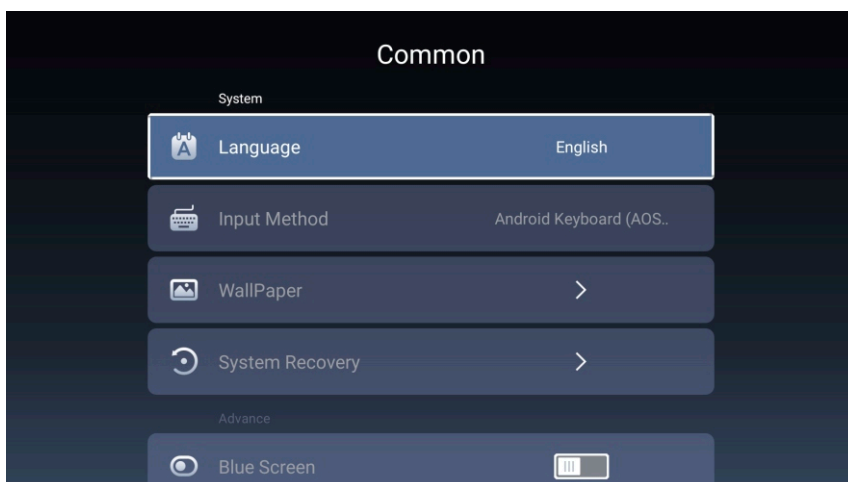 Common
System
Language English
Input Method Android Keyboard (AOS..
WallPaper
System Recovery
Advance
Blue Screen